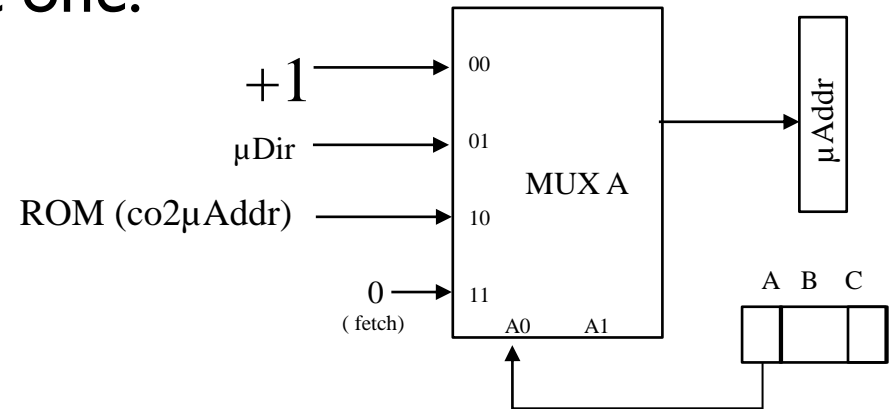 one.
+1
00
µDir
01
MUX A
µAddr
ROM (co2µAddr)
10
0
11
( fetch)
A0 A1
A B C